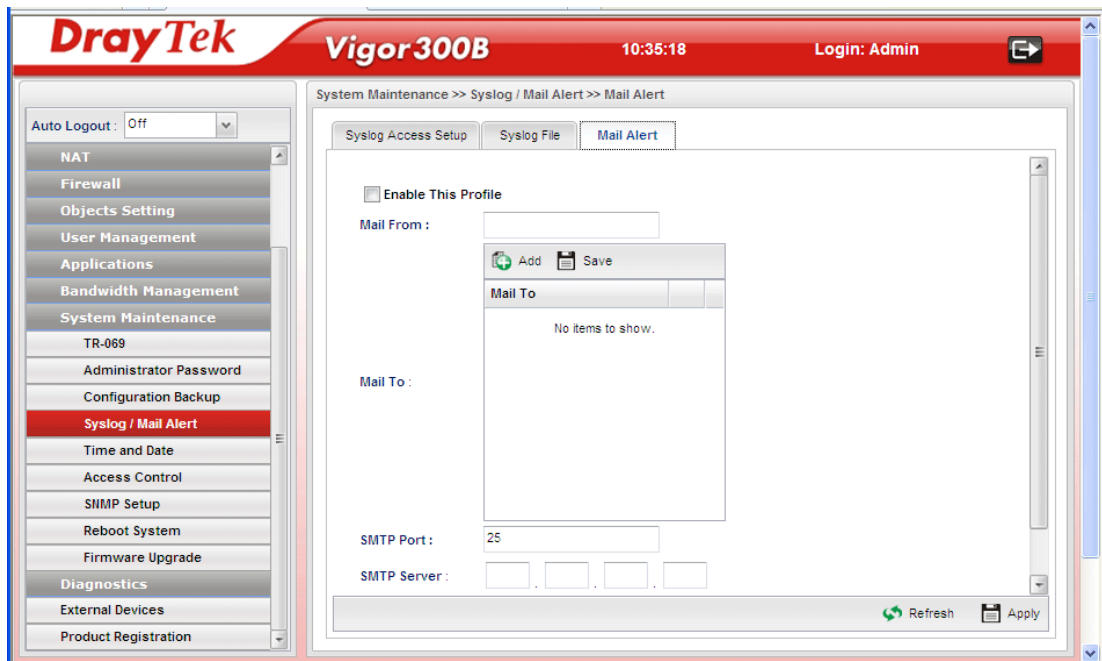 DrayTek
Vigor300B
10:35:18
Login: Admin
Auto Logout : Off
NAT
Firewall
Objects Setting
User Management
Applications
Bandwidth Management
System Maintenance
TR-069
Administrator Password
Configuration Backup
Syslog / Mail Alert
Time and Date
Access Control
SNMP Setup
Reboot System
Firmware Upgrade
Diagnostics
External Devices
Product Registration
System Maintenance >> Syslog / Mail Alert >> Mail Alert
Syslog Access Setup Syslog File Mail Alert
Enable This Profile
Mail From :
Add Save
Mail To
No items to show.
Mail To :
SMTP Port : 25
SMTP Server : . . .
Refresh Apply